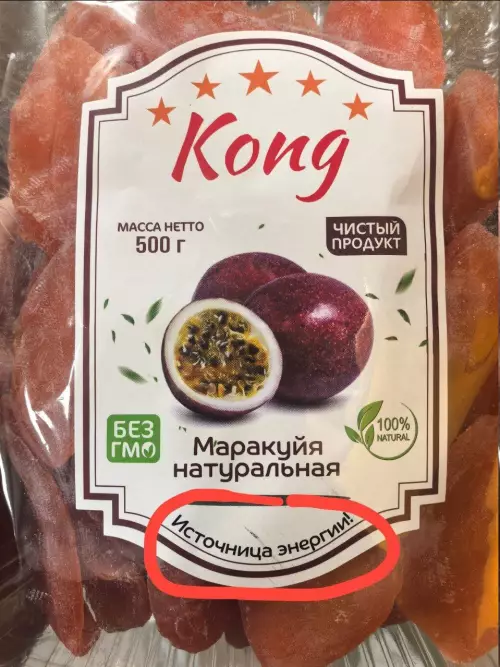 Kong
МАССА НЕТТО
500 г
ЧИСТЫЙ
ПРОДУКТ
БЕЗ
ГМО
100%
NATURAL
Маракуйя
натуральная
Источница энергии!